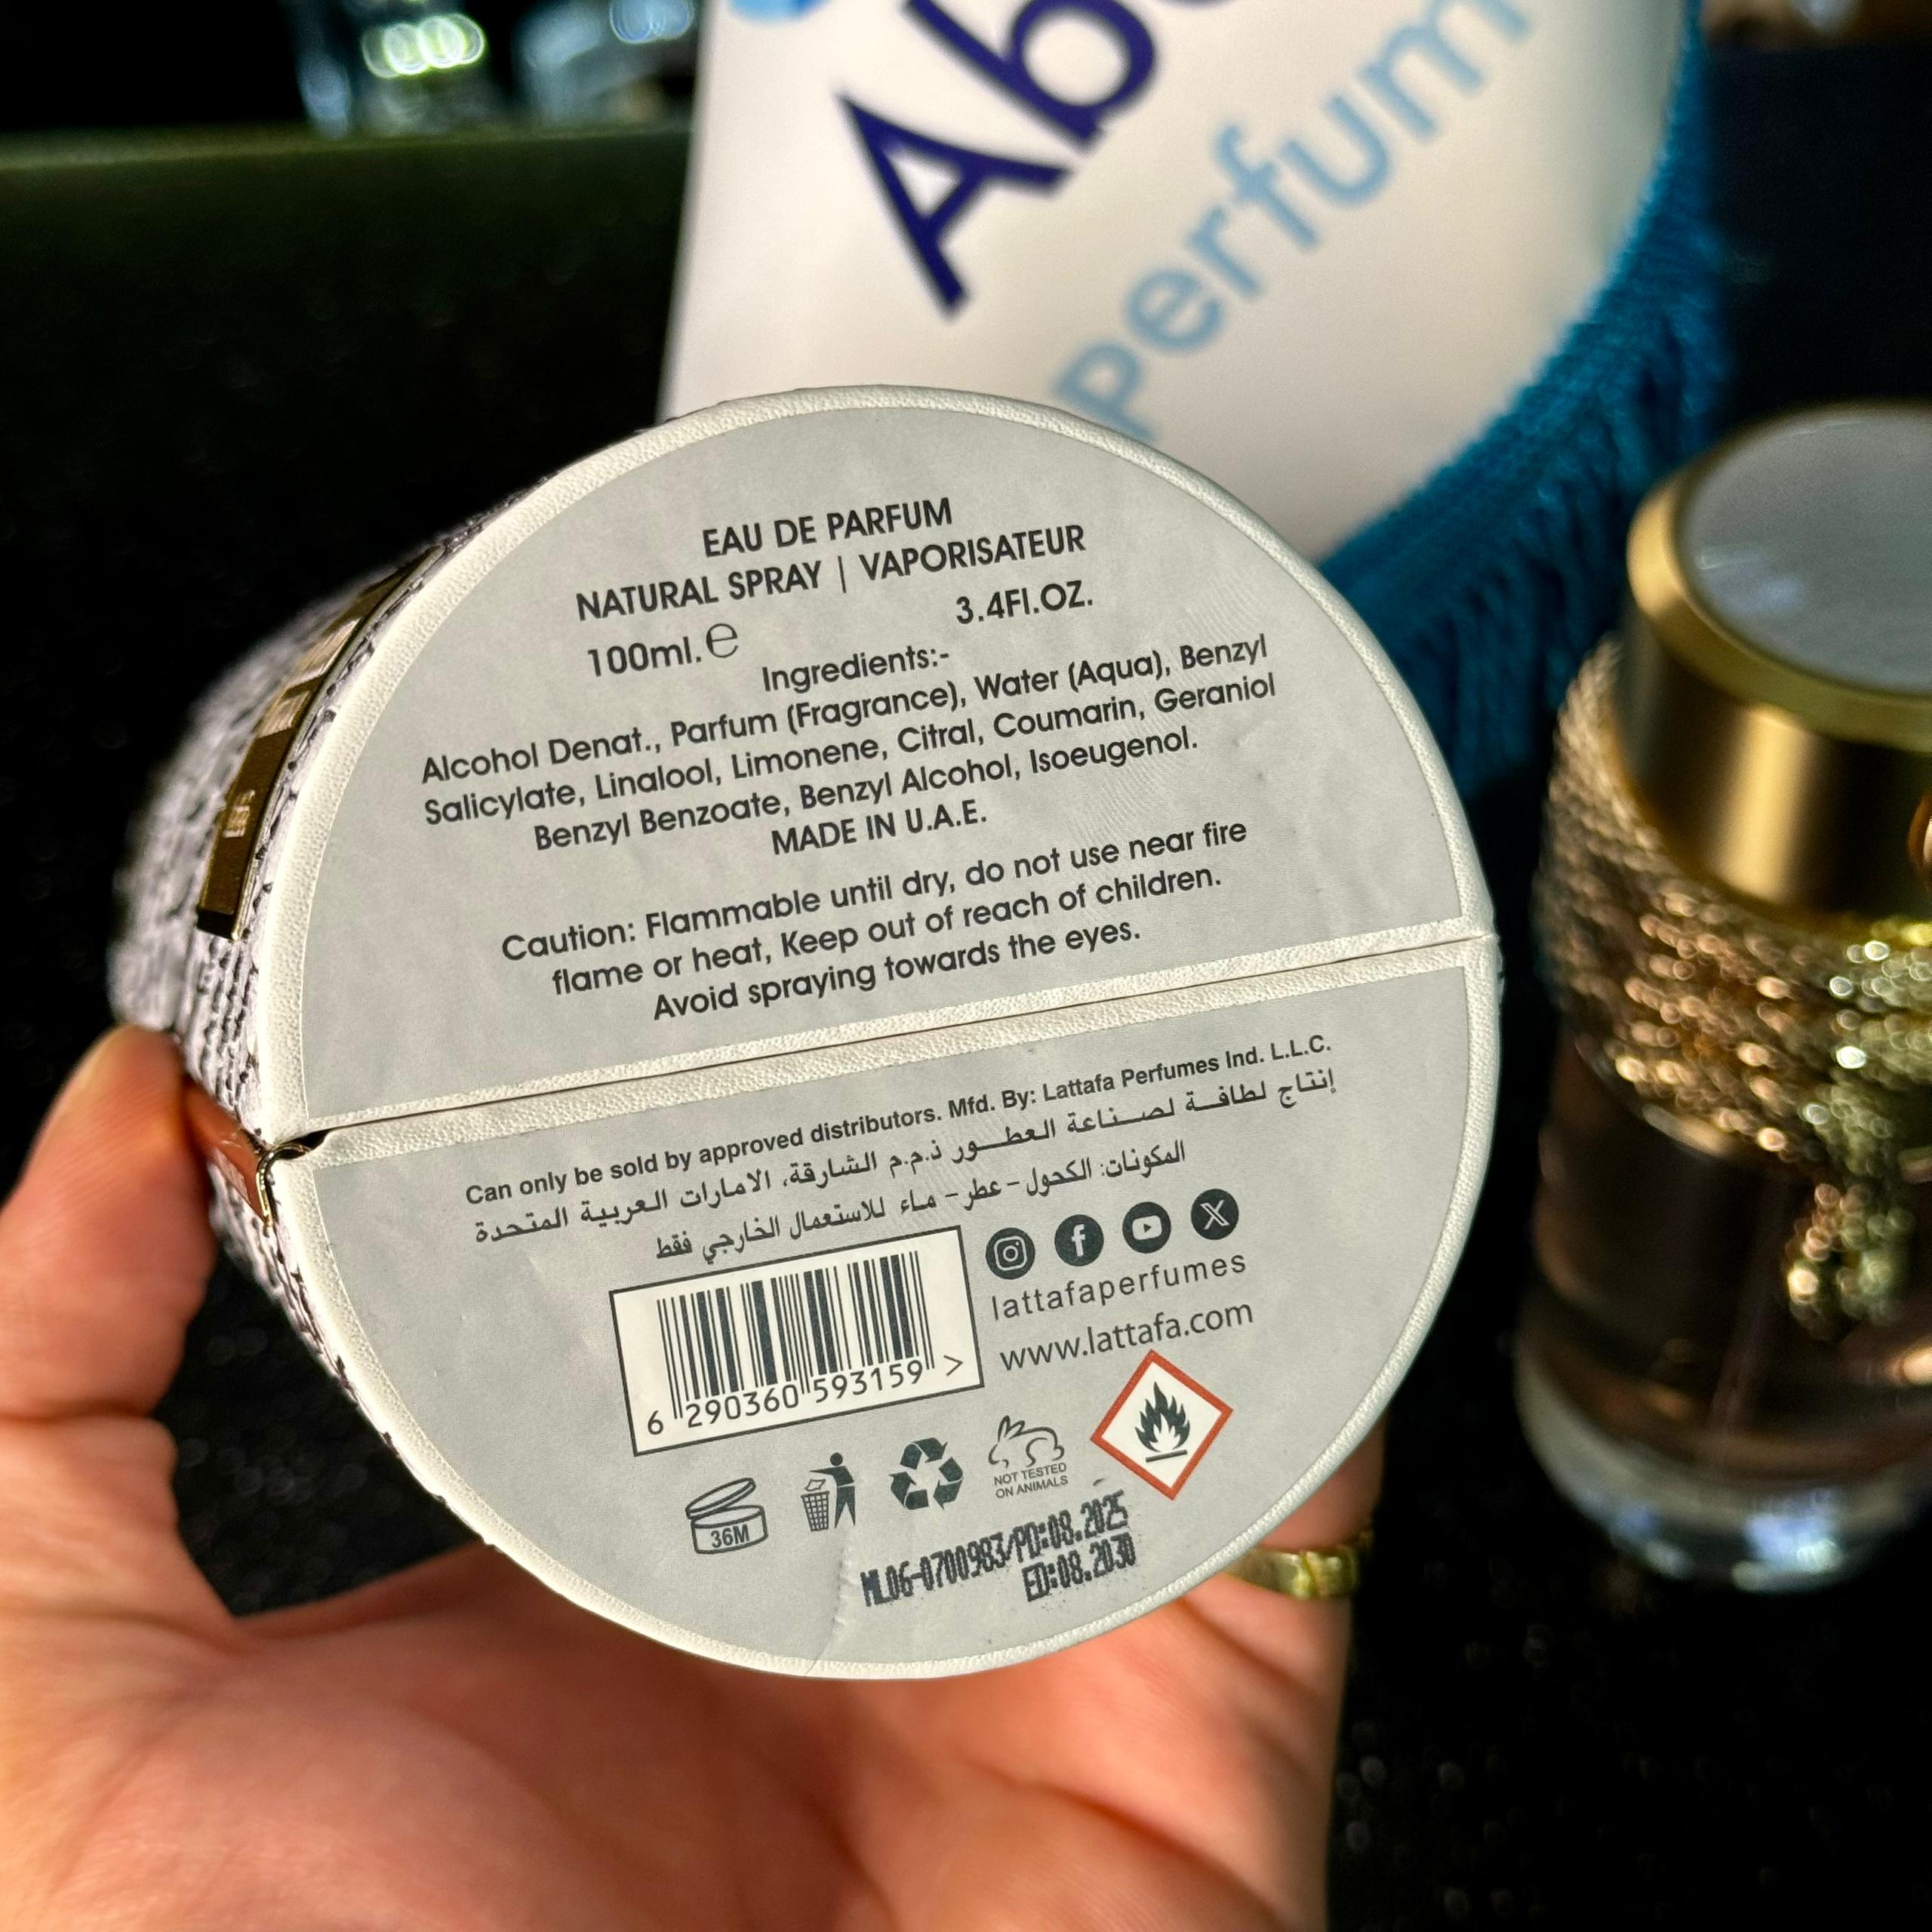 Perfum
EAU DE PARFUM
NATURAL SPRAY | VAPORISATEUR
100ml.℮ 3.4Fl.OZ.
Ingredients:-
Alcohol Denat., Parfum (Fragrance), Water (Aqua), Benzyl
Salicylate, Linalool, Limonene, Citral, Coumarin, Geraniol
Benzyl Benzoate, Benzyl Alcohol, Isoeugenol.
MADE IN U.A.E.
Caution: Flammable until dry, do not use near fire
flame or heat, Keep out of reach of children.
Avoid spraying towards the eyes.
Can only be sold by approved distributors. Mfd. By: Lattafa Perfumes Ind. L.L.C.
إنتاج لطافة لصناعة العطور ذ.م.م الشارقة، الامارات العربية المتحدة
المكونات: الكحول - عطر - ماء للاستعمال الخارجي فقط
lattafaperfumes
www.lattafa.com
6 290360 593159 >
36M
NOT TESTED
ON ANIMALS
ML06-0700983/PD:08.2025
ED:08.2030